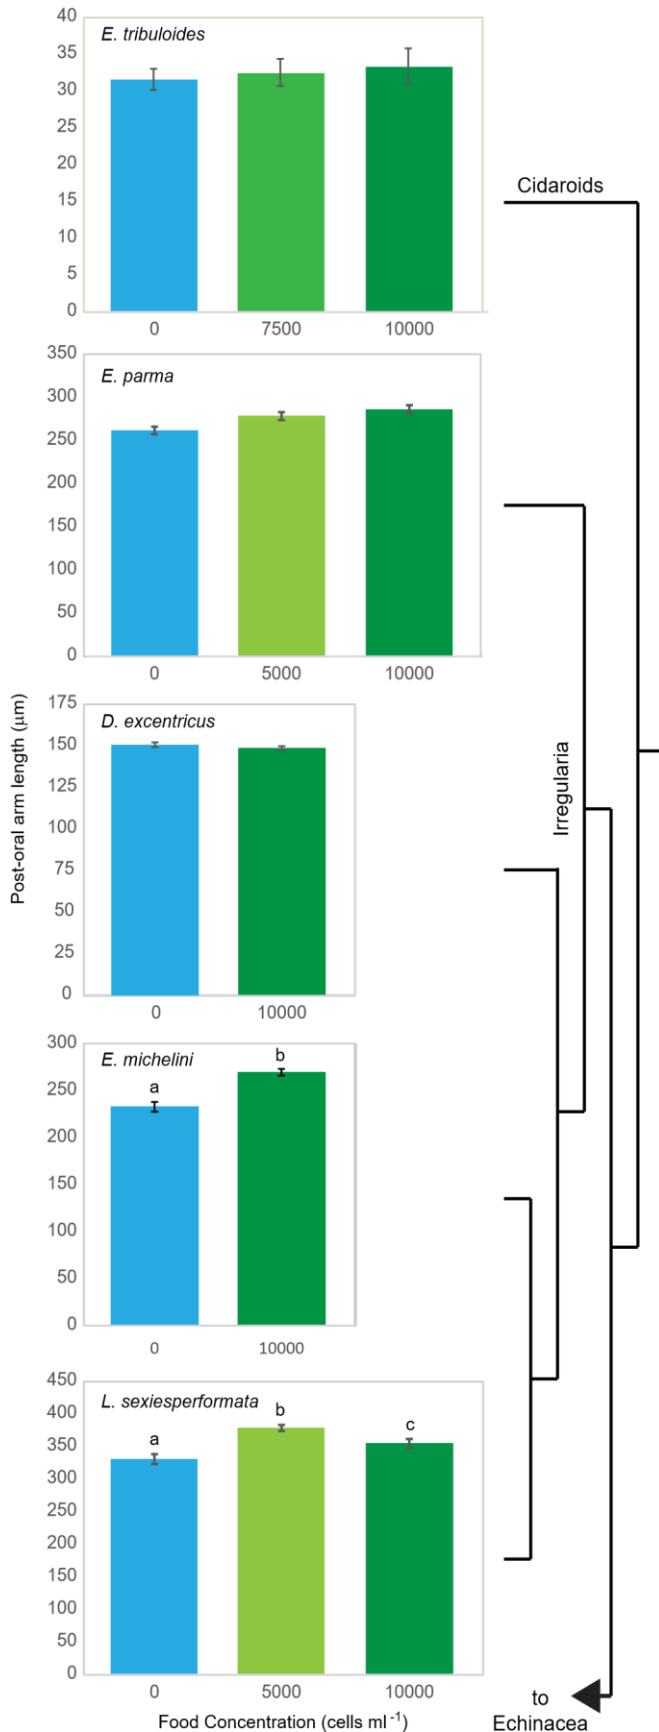 E. tribuloides
40
35
30
25
20
15
10
5
0
0 7500 10000
Cidaroids
E. parma
350
300
250
200
150
100
50
0
0 5000 10000
Post-oral arm length (μm)
D. excentricus
175
150
125
100
75
50
25
0
0 10000
Irregularia
E. michelini
300
250
200
150
100
50
0
a
b
0 10000
L. sexiesperformata
450
400
350
300
250
200
150
100
50
0
a
b
c
0 5000 10000
Food Concentration (cells ml⁻¹)
to
Echinacea